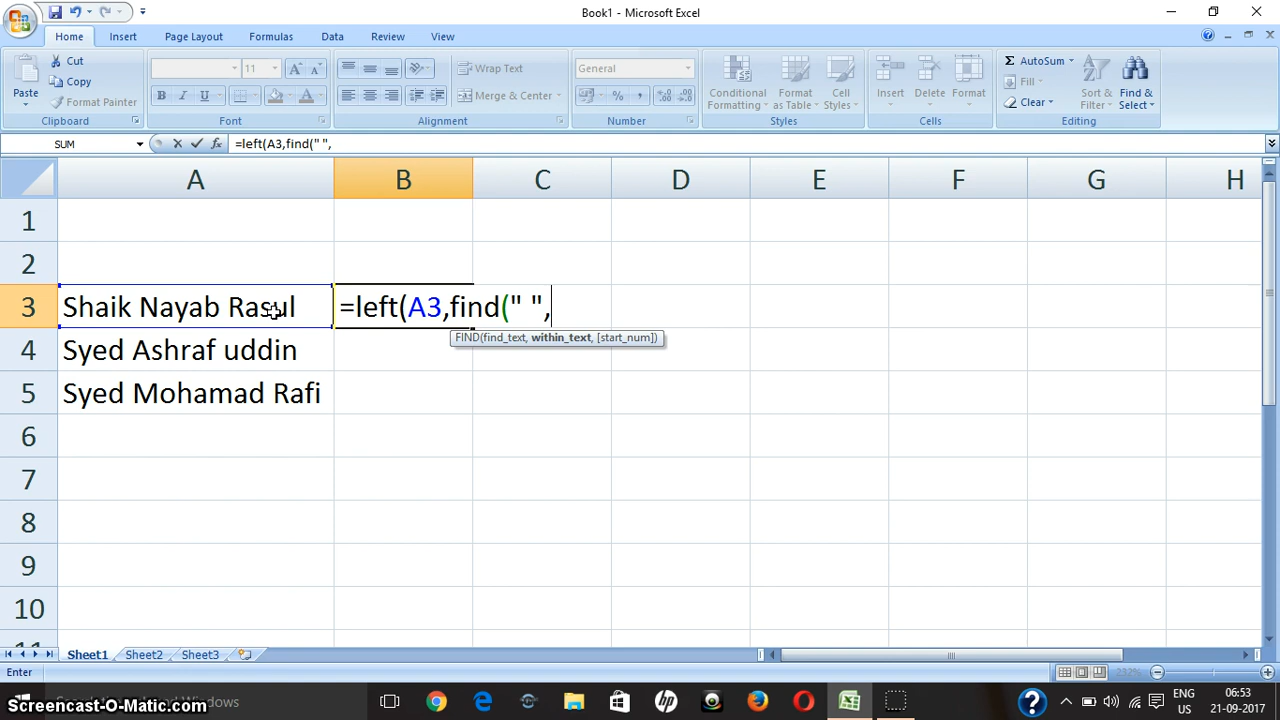 Book1 - Microsoft Excel
Home Insert Page Layout Formulas Data Review View
Cut
Copy
Format Painter
Paste
Clipboard
11
Font
Wrap Text
Merge & Center
Alignment
General
Number
Conditional Formatting
Format as Table
Cell Styles
Styles
Insert
Delete
Format
Cells
AutoSum
Fill
Clear
Sort & Filter
Find & Select
Editing
SUM =left(A3,find(" ",
A B C D E F G H
1
2
3 Shaik Nayab Rasul =left(A3,find(" ",
FIND(find_text, within_text, [start_num])
4 Syed Ashraf uddin
5 Syed Mohamad Rafi
6
7
8
9
10
11
Sheet1 Sheet2 Sheet3
Enter
Screencast-O-Matic.com
Windows
ENG
US
06:53
21-09-2017